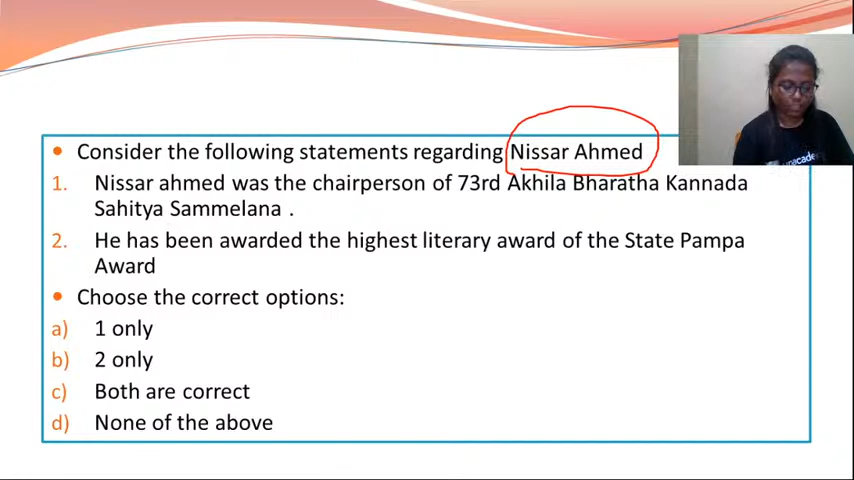 Consider the following statements regarding Nissar Ahmed
1. Nissar ahmed was the chairperson of 73rd Akhila Bharatha Kannada
Sahitya Sammelana .
2. He has been awarded the highest literary award of the State Pampa
Award
Choose the correct options:
a) 1 only
b) 2 only
c) Both are correct
d) None of the above